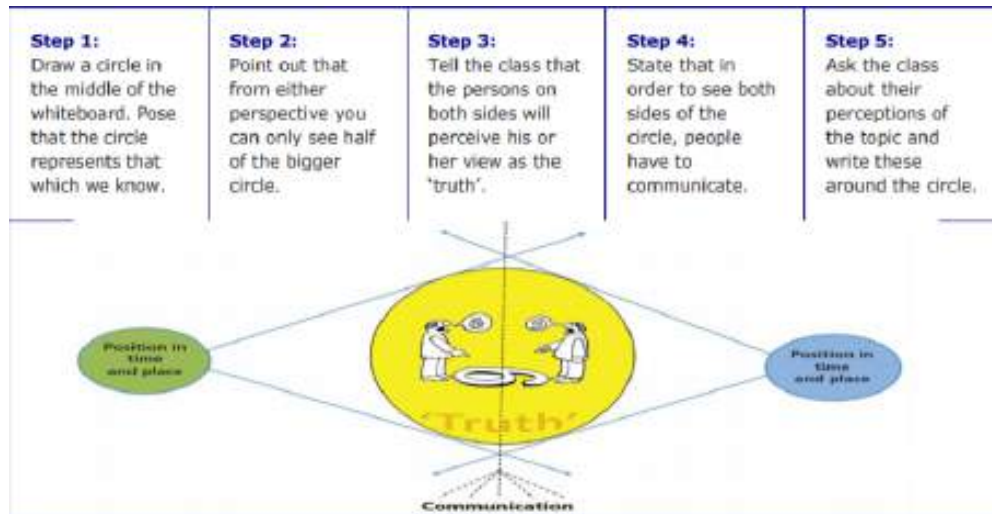 Step 1:
Draw a circle in
the middle of the
whiteboard. Pose
that the circle
represents that
which we know.
Step 2:
Point out that
from either
perspective you
can only see half
of the bigger
circle.
Step 3:
Tell the class that
the persons on
both sides will
perceive his or
her view as the
'truth'.
Step 4:
State that in
order to see both
sides of the
circle, people
have to
communicate.
Step 5:
Ask the class
about their
perceptions of
the topic and
write these
around the circle.
Position in
time
and place
'Truth'
Position in
time
and place
Communication